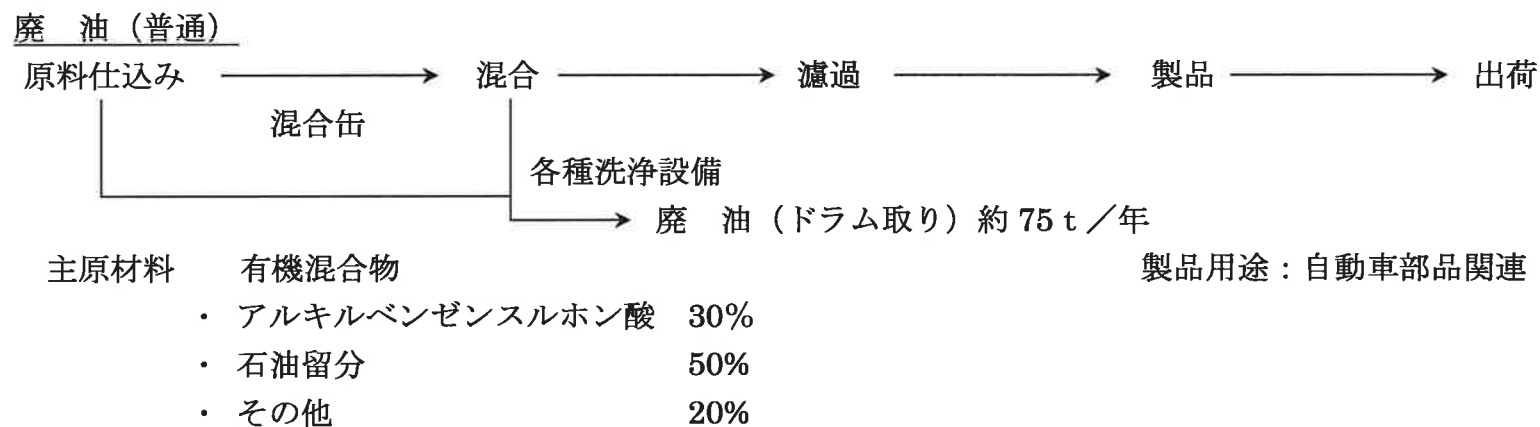 廃　油（普通）
原料仕込み　混合　濾過　製品　出荷
混合缶
各種洗浄設備
廃　油（ドラム取り）約 75 t ／年
主原材料　有機混合物　製品用途：自動車部品関連
・ アルキルベンゼンスルホン酸　30%
・ 石油留分　50%
・ その他　20%